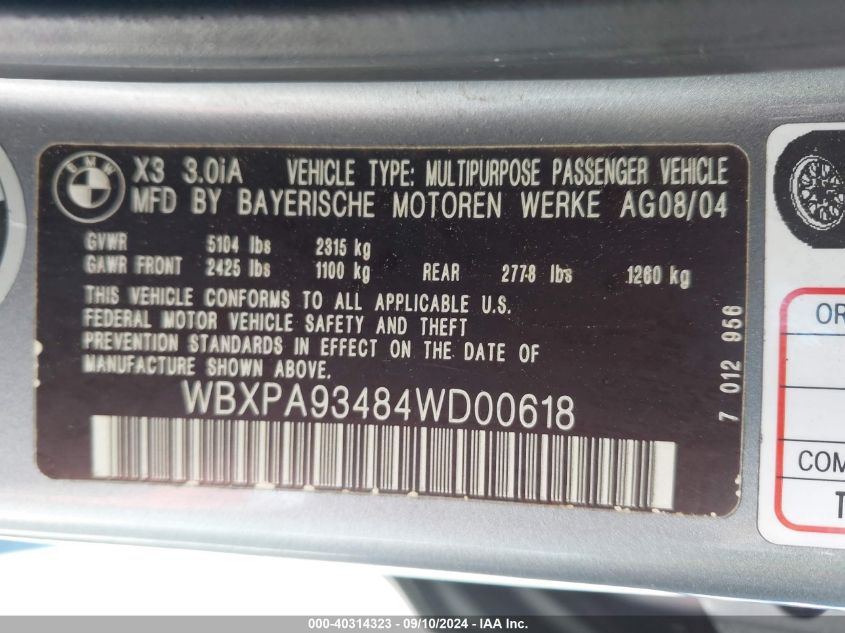 BMW
X3 3.0iA VEHICLE TYPE: MULTIPURPOSE PASSENGER VEHICLE
MFD BY BAYERISCHE MOTOREN WERKE AG08/04
GVWR 5104 lbs 2315 kg
GAWR FRONT 2425 lbs 1100 kg REAR 2778 lbs 1260 kg
THIS VEHICLE CONFORMS TO ALL APPLICABLE U.S.
FEDERAL MOTOR VEHICLE SAFETY AND THEFT
PREVENTION STANDARDS IN EFFECT ON THE DATE OF
MANUFACTURE SHOWN ABOVE.
WBXPA93484WD00618
7 012 956
OR
COM
T
000-40314323 - 09/10/2024 - IAA Inc.